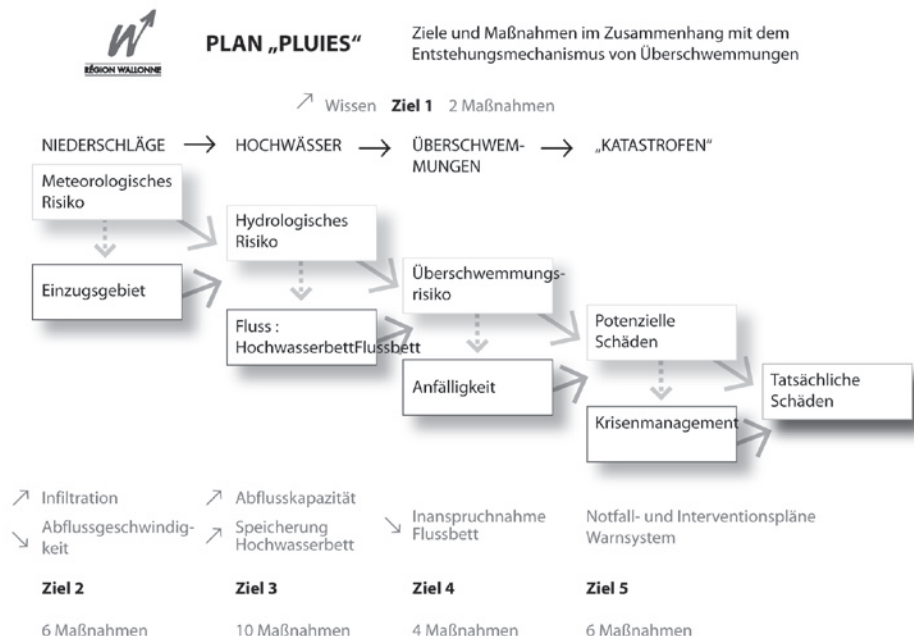 RÉGION WALLONNE
PLAN „PLUIES“
Ziele und Maßnahmen im Zusammenhang mit dem
Entstehungsmechanismus von Überschwemmungen
Wissen Ziel 1 2 Maßnahmen
NIEDERSCHLÄGE → HOCHWÄSSER → ÜBERSCHWEM-
MUNGEN → „KATASTROFEN“
Meteorologisches
Risiko
Hydrologisches
Risiko
Einzugsgebiet
Überschwemmungs-
risiko
Fluss :
HochwasserbettFlussbett
Potenzielle
Schäden
Anfälligkeit
Tatsächliche
Schäden
Krisenmanagement
Infiltration
Abflussgeschwindig-
keit
Abflusskapazität
Speicherung
Hochwasserbett
Inanspruchnahme
Flussbett
Notfall- und Interventionspläne
Warnsystem
Ziel 2
Ziel 3
Ziel 4
Ziel 5
6 Maßnahmen
10 Maßnahmen
4 Maßnahmen
6 Maßnahmen